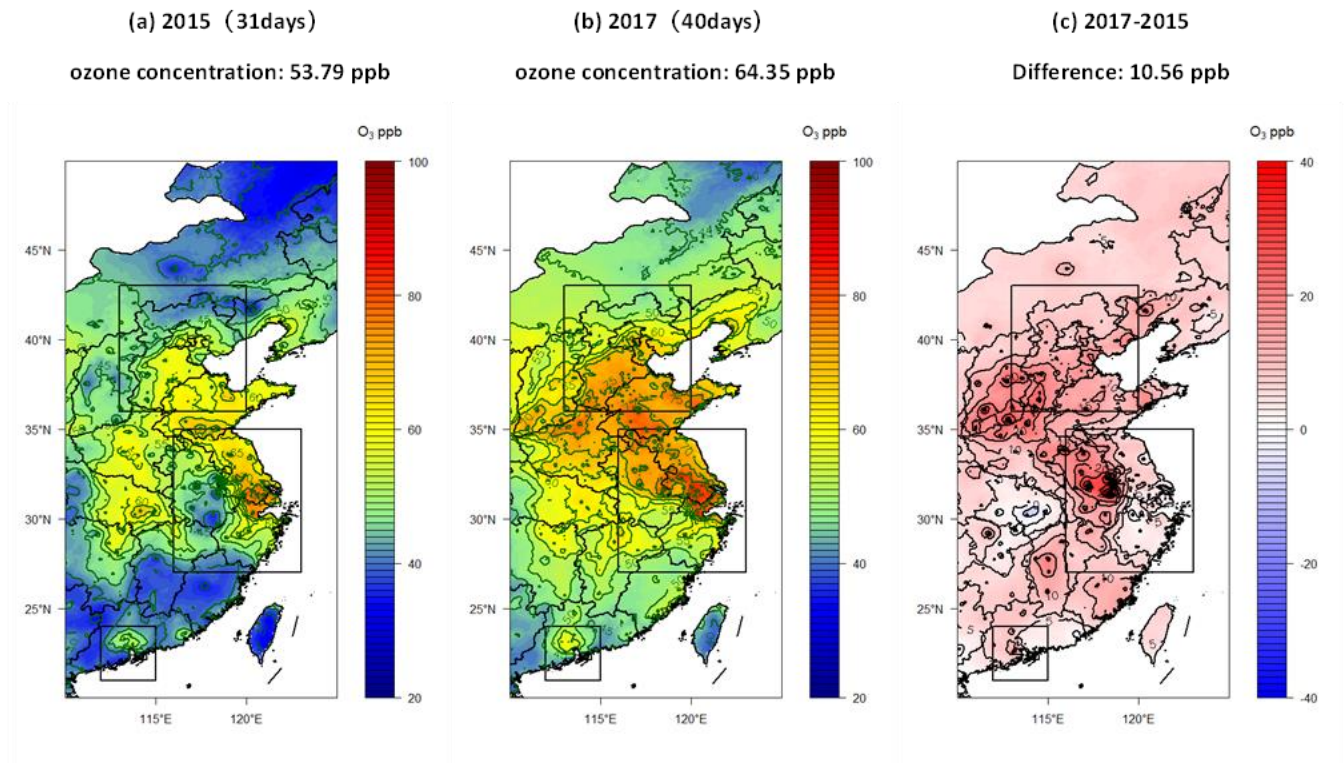 (a) 2015（31days）
ozone concentration: 53.79 ppb
O₃ ppb
100
80
60
40
20
45°N
40°N
35°N
30°N
25°N
115°E 120°E
(b) 2017（40days）
ozone concentration: 64.35 ppb
O₃ ppb
100
80
60
40
20
45°N
40°N
35°N
30°N
25°N
115°E 120°E
(c) 2017-2015
Difference: 10.56 ppb
O₃ ppb
40
20
0
-20
-40
45°N
40°N
35°N
30°N
25°N
115°E 120°E